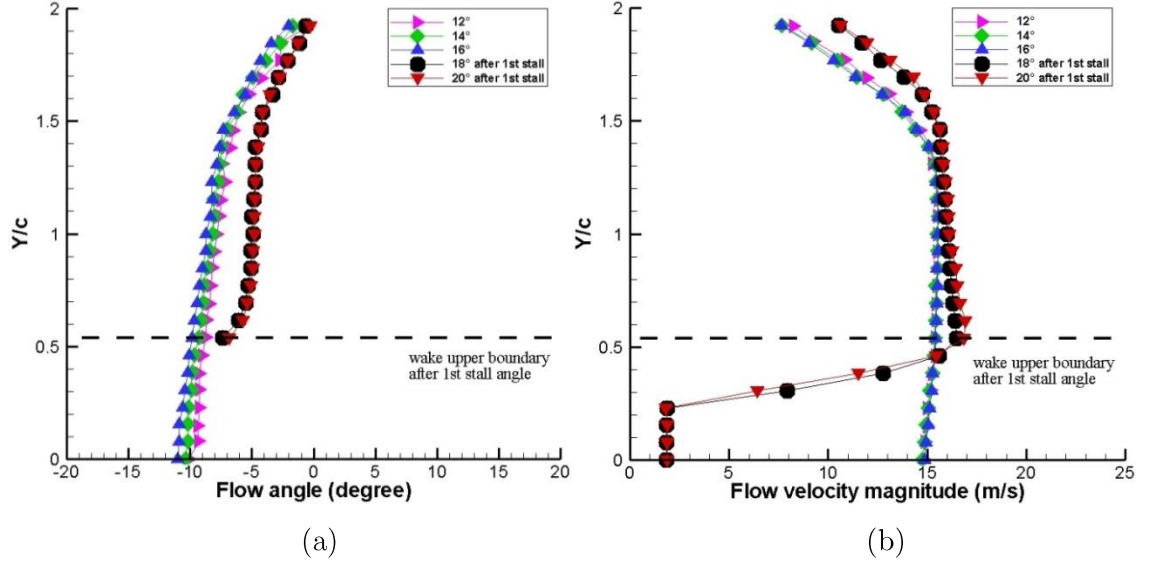 2
1.5
1
0.5
0
Y/c
-20
-15
-10
-5
0
5
10
15
20
Flow angle (degree)
12°
14°
16°
18° after 1st stall
20° after 1st stall
wake upper boundary
after 1st stall angle
(a)
2
1.5
1
0.5
0
Y/c
0
5
10
15
20
25
Flow velocity magnitude (m/s)
12°
14°
16°
18° after 1st stall
20° after 1st stall
wake upper boundary
after 1st stall angle
(b)